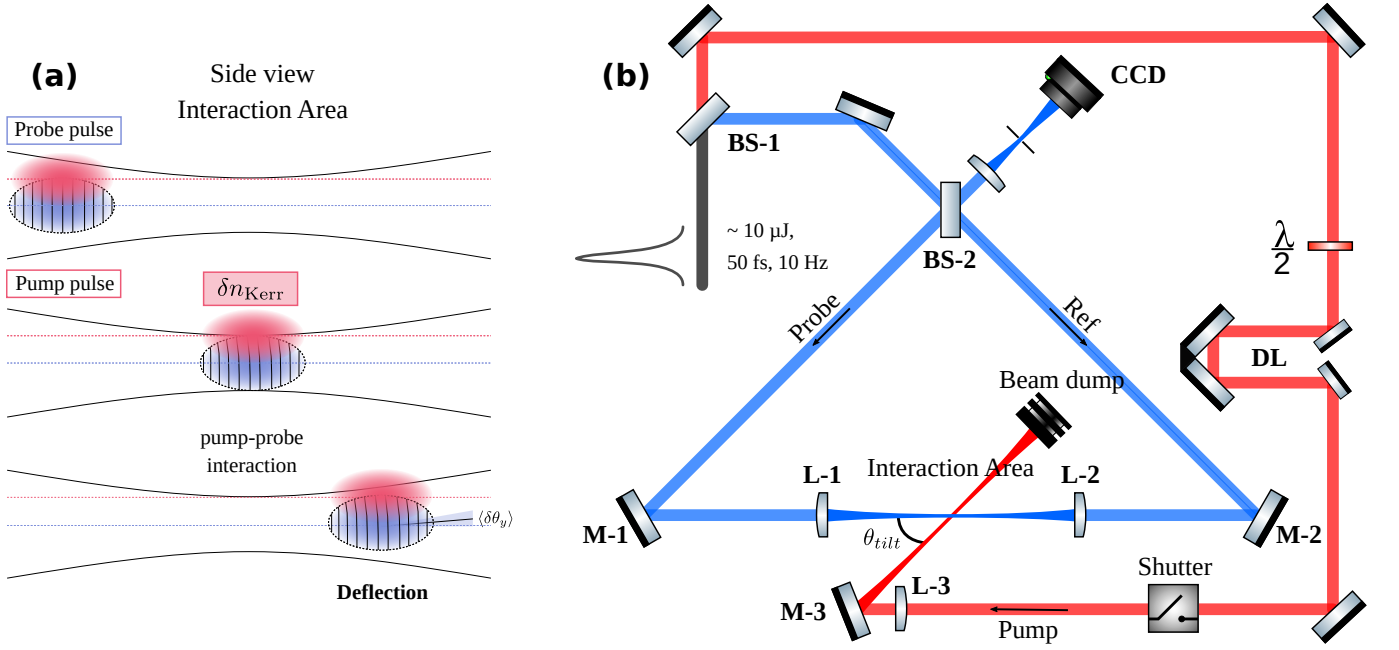 (a)
Side view
Interaction Area
Probe pulse
Pump pulse
δn_Kerr
pump-probe
interaction
⟨δθ_y⟩
Deflection
(b)
CCD
BS-1
~ 10 µJ,
50 fs, 10 Hz
BS-2
λ
2
Probe
Ref
DL
Beam dump
Interaction Area
L-1
L-2
M-1
θ_tilt
M-2
Shutter
L-3
M-3
Pump